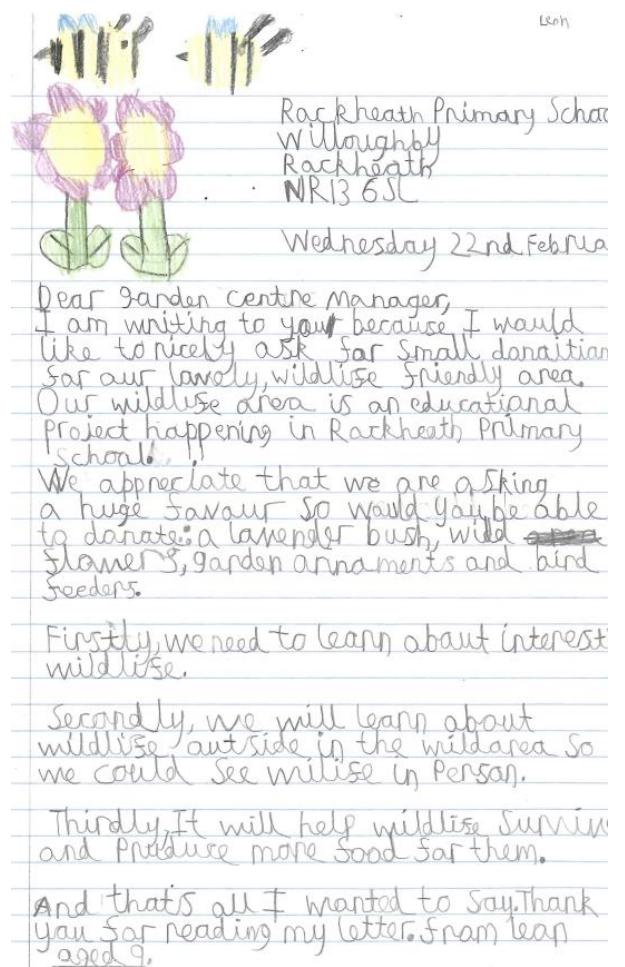 Leah
Rackheath Primary Schoo
Willoughby
Rackheath
NR13 6SL
Wednesday 22nd Februa
Dear garden centre manager,
I am writing to you because I would
like to nicely ask for small donaition
for our lovely, wildlife friendly area.
Our wildlife area is an educational
project happening in Rackheath Primary
school. !!
We appreciate that we are asking
a huge favour so would you be able
to donate: a lavender bush, wild
flowers, garden ornaments and bird
feeders.
Firstly, we need to learn about interesti
wildlife.
Secondly, we will learn about
wildlife outside in the wildarea so
we could see wilife in Person.
Thirdly, It will help wildlife surviv
and produse more food for them.
And that's all I wanted to say. Thank
you for reading my letter. From Leah
aged 9.